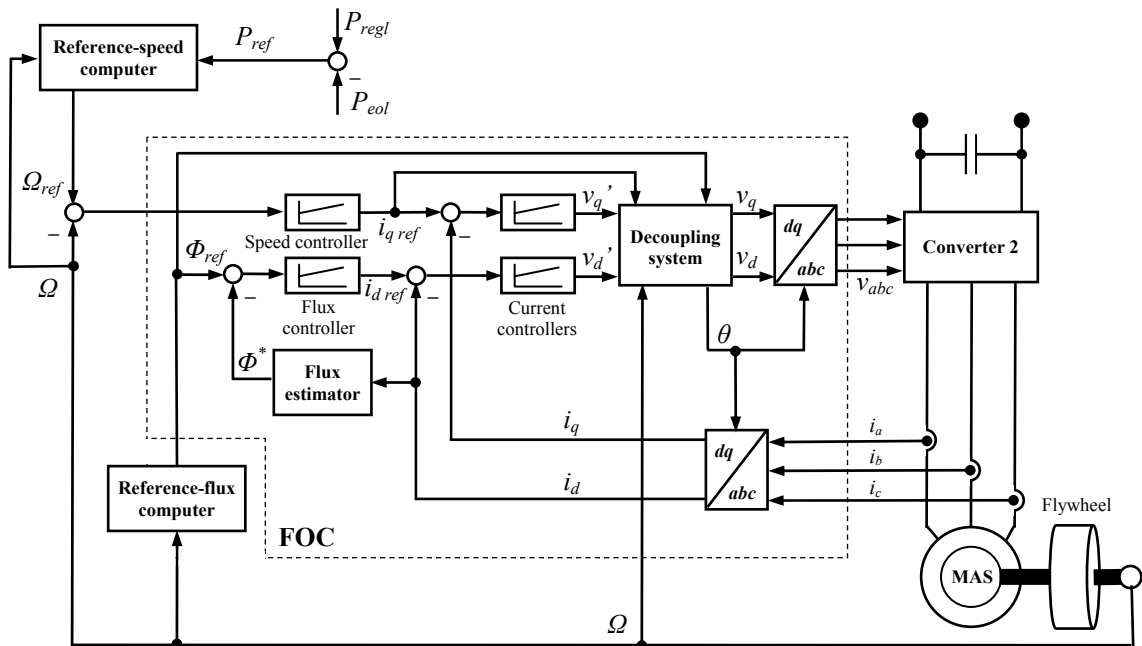 P_regl
Reference-speed
computer
P_ref
–
–
P_eol
Ω_ref
–
Speed controller
i_q ref
–
v_q'
Decoupling
system
v_q
dq
abc
Converter 2
v_abc
Φ_ref
–
Flux
controller
i_d ref
–
Current
controllers
v_d'
v_d
Ω
θ
Φ*
Flux
estimator
i_q
i_d
dq
abc
i_a
i_b
i_c
Reference-flux
computer
FOC
Flywheel
MAS
Ω